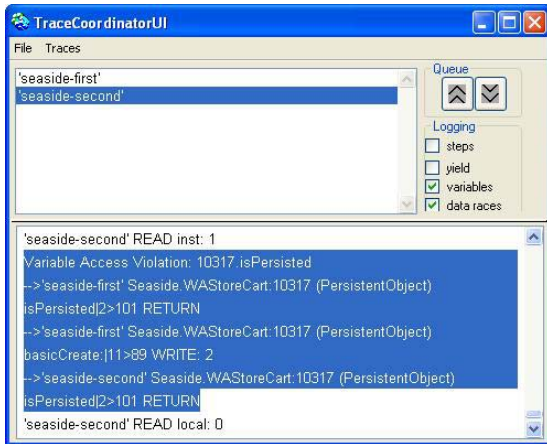 TraceCoordinatorUI
File Traces
'seaside-first'
'seaside-second'
Queue
Logging
steps
yield
variables
data races
'seaside-second' READ inst: 1
Variable Access Violation: 10317.isPersisted
-->'seaside-first' Seaside.WAStoreCart:10317 (PersistentObject)
isPersisted|2>101 RETURN
-->'seaside-first' Seaside.WAStoreCart:10317 (PersistentObject)
basicCreate:|11>89 WRITE: 2
-->'seaside-second' Seaside.WAStoreCart:10317 (PersistentObject)
isPersisted|2>101 RETURN
'seaside-second' READ local: 0